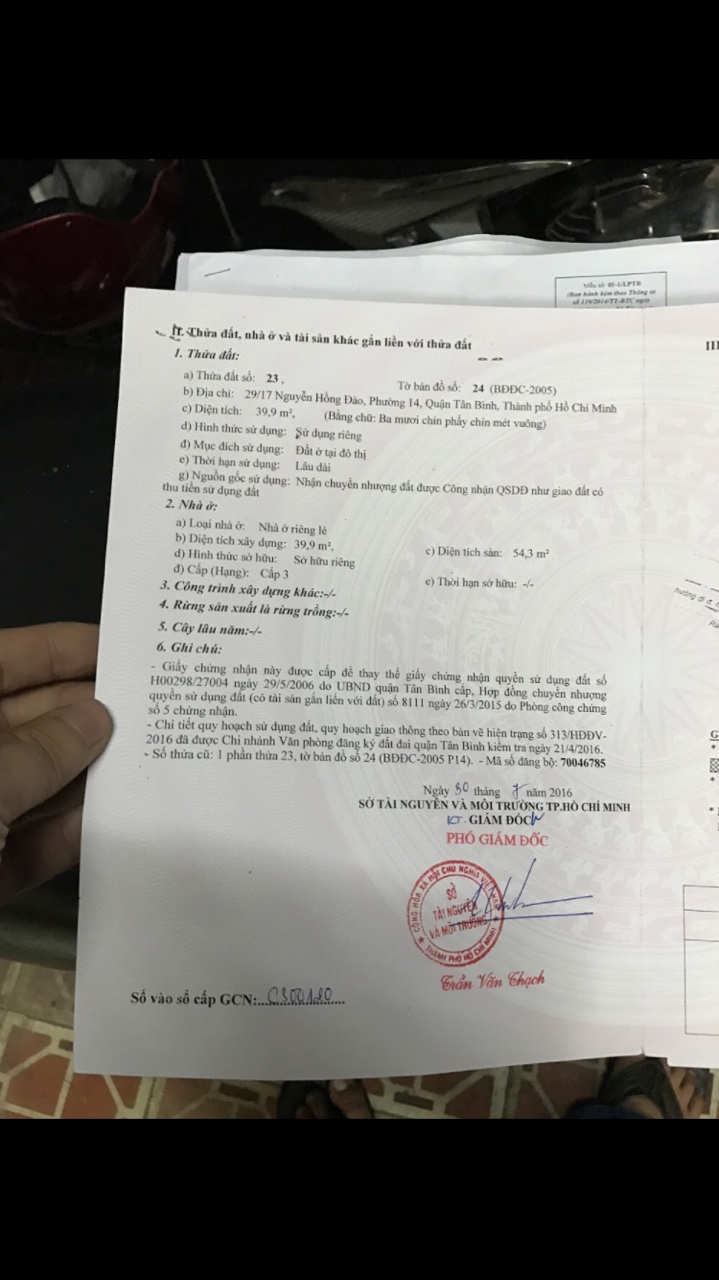 Mẫu số 01-1/LPTB
(Ban hành kèm theo Thông tư
số 119/2014/TT-BTC ngày
II. Thửa đất, nhà ở và tài sản khác gắn liền với thửa đất
III
1. Thửa đất:
a) Thửa đất số: 23 , Tờ bản đồ số: 24 (BĐĐC-2005)
b) Địa chỉ: 29/17 Nguyễn Hồng Đào, Phường 14, Quận Tân Bình, Thành phố Hồ Chí Minh
c) Diện tích: 39,9 m², (Bằng chữ: Ba mươi chín phẩy chín mét vuông)
d) Hình thức sử dụng: Sử dụng riêng
đ) Mục đích sử dụng: Đất ở tại đô thị
e) Thời hạn sử dụng: Lâu dài
g) Nguồn gốc sử dụng: Nhận chuyển nhượng đất được Công nhận QSDĐ như giao đất có
thu tiền sử dụng đất
2. Nhà ở:
a) Loại nhà ở: Nhà ở riêng lẻ
b) Diện tích xây dựng: 39,9 m², c) Diện tích sàn: 54,3 m²
d) Hình thức sở hữu: Sở hữu riêng
đ) Cấp (Hạng): Cấp 3 e) Thời hạn sở hữu: -/-
3. Công trình xây dựng khác:-/-
4. Rừng sản xuất là rừng trồng:-/-
5. Cây lâu năm:-/-
6. Ghi chú:
- Giấy chứng nhận này được cấp để thay thế giấy chứng nhận quyền sử dụng đất số
H00298/27004 ngày 29/5/2006 do UBND quận Tân Bình cấp, Hợp đồng chuyển nhượng
quyền sử dụng đất (có tài sản gắn liền với đất) số 8111 ngày 26/3/2015 do Phòng công chứng
số 5 chứng nhận.
- Chi tiết quy hoạch sử dụng đất, quy hoạch giao thông theo bản vẽ hiện trạng số 313/HĐĐV-
2016 đã được Chi nhánh Văn phòng đăng ký đất đai quận Tân Bình kiểm tra ngày 21/4/2016.
- Số thửa cũ: 1 phần thửa 23, tờ bản đồ số 24 (BĐĐC-2005 P14). - Mã số đăng bộ: 70046785
Ngày 30 tháng 5 năm 2016
SỞ TÀI NGUYÊN VÀ MÔI TRƯỜNG TP.HỒ CHÍ MINH
KT. GIÁM ĐỐC
PHÓ GIÁM ĐỐC
CỘNG HÒA XÃ HỘI CHỦ NGHĨA VIỆT NAM
SỞ
TÀI NGUYÊN
VÀ MÔI TRƯỜNG
THÀNH PHỐ HỒ CHÍ MINH
Trần Văn Thạch
Số vào sổ cấp GCN:....CS00120....
hướng đi đ.